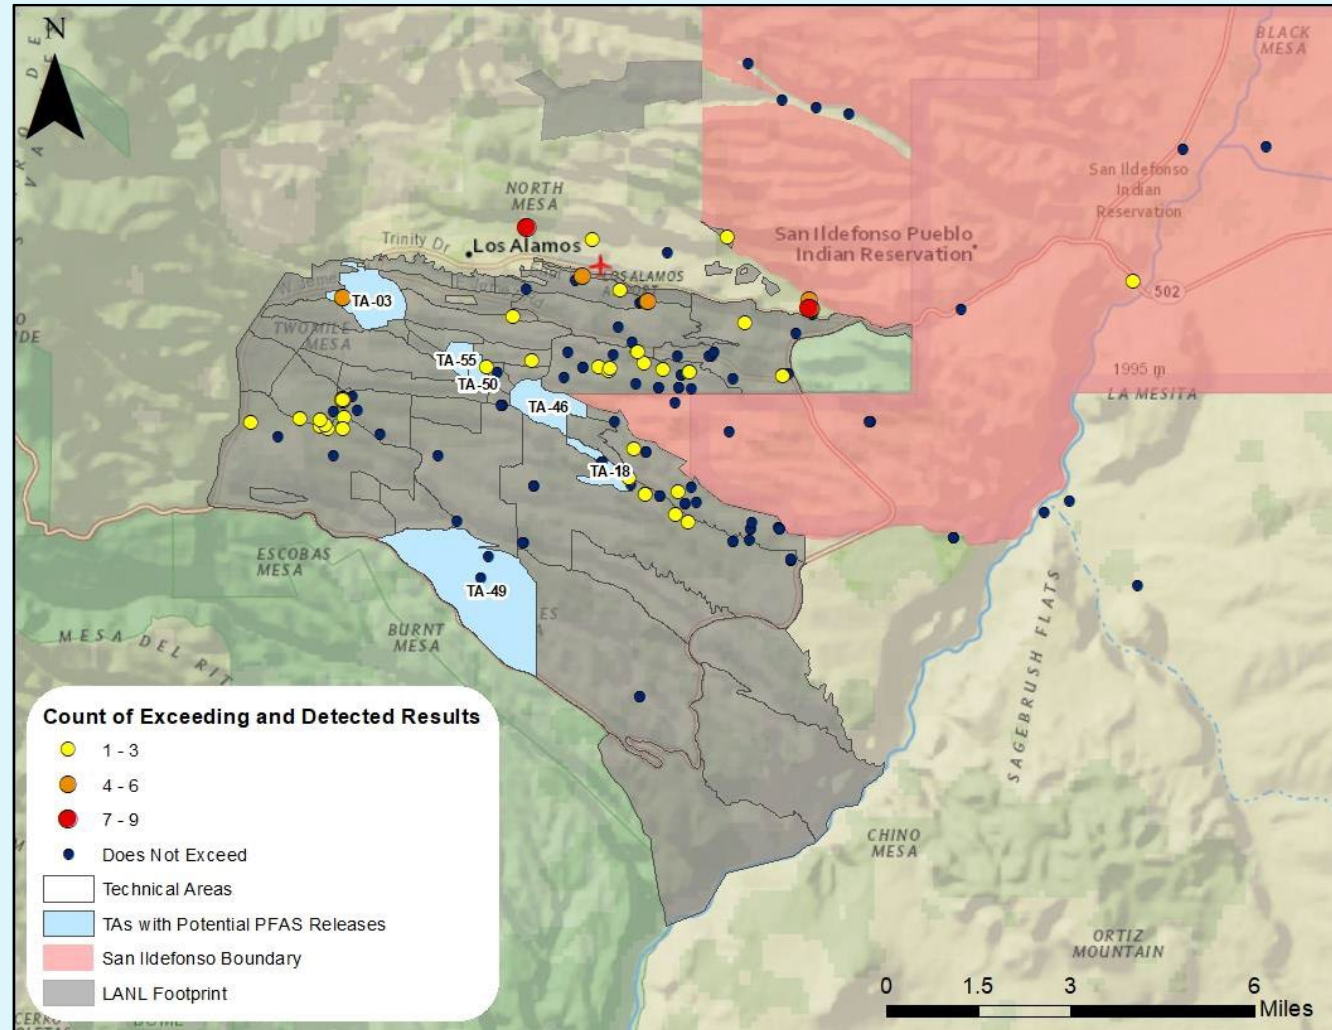 N
BLACK
MESA
San Ildefonso
Indian
Reservation
NORTH
MESA
Trinity Dr
Los Alamos
San Ildefonso Pueblo
Indian Reservation
LOS ALAMOS
502
TA-03
TWOMILE
MESA
TA-55
TA-50
TA-46
1995 m
LA MESITA
TA-18
ESCOBAS
MESA
TA-49
BURNT
MESA
MESA DEL RIT
SAGEBRUSH FLATS
CHINO
MESA
ORTIZ
MOUNTAIN
Count of Exceeding and Detected Results
1 - 3
4 - 6
7 - 9
Does Not Exceed
Technical Areas
TAs with Potential PFAS Releases
San Ildefonso Boundary
LANL Footprint
0 1.5 3 6
Miles